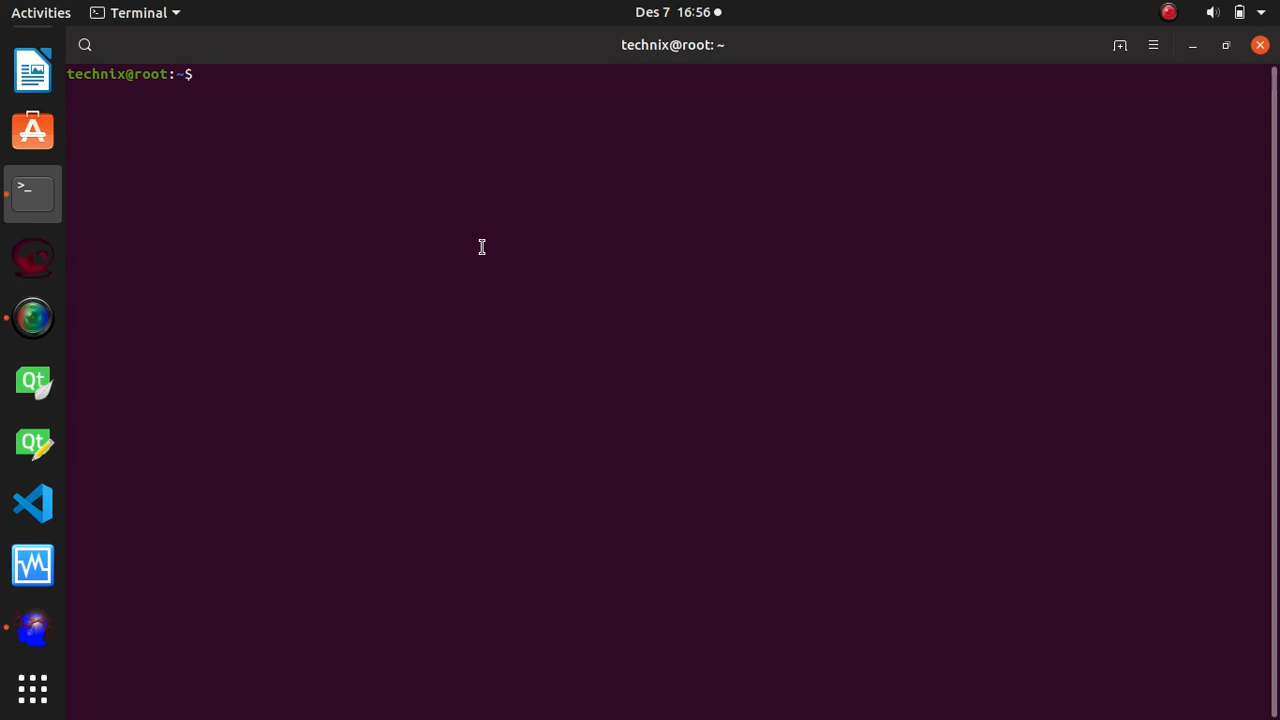 Activities Terminal Des 7 16:56
technix@root: ~
technix@root:~$
>_
Qt
Qt